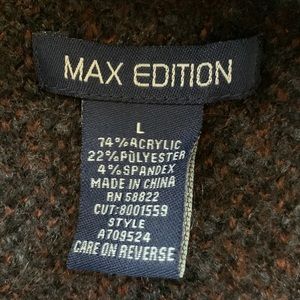 MAX EDITION
L
74% ACRYLIC
22% POLYESTER
4% SPANDEX
MADE IN CHINA
RN 58822
CUT: 8001559
STYLE
A709524
CARE ON REVERSE